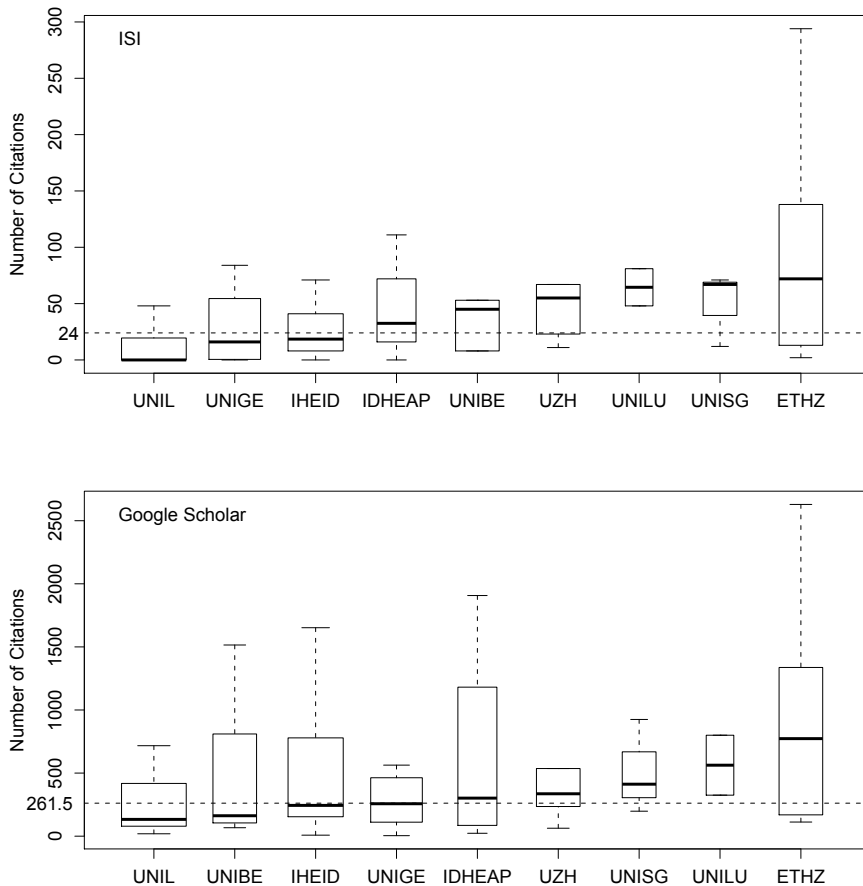 ISI
Number of Citations
300
250
200
150
100
50
24
0
UNIL UNIGE IHEID IDHEAP UNIBE UZH UNILU UNISG ETHZ
Google Scholar
Number of Citations
2500
2000
1500
1000
500
261.5
0
UNIL UNIBE IHEID UNIGE IDHEAP UZH UNISG UNILU ETHZ